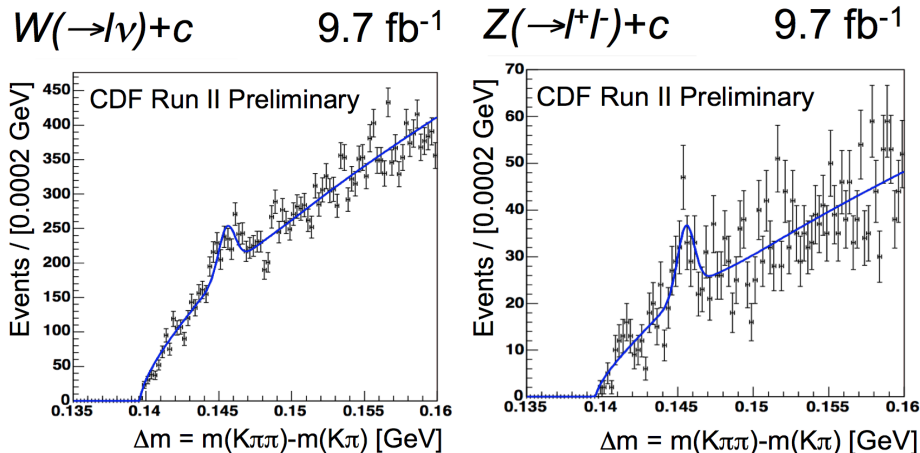 W(→lν)+c 9.7 fb⁻¹
CDF Run II Preliminary
Events / [0.0002 GeV]
450
400
350
300
250
200
150
100
50
0
0.135 0.14 0.145 0.15 0.155 0.16
Δm = m(Kππ)-m(Kπ) [GeV]
Z(→l⁺l⁻)+c 9.7 fb⁻¹
CDF Run II Preliminary
Events / [0.0002 GeV]
70
60
50
40
30
20
10
0
0.135 0.14 0.145 0.15 0.155 0.16
Δm = m(Kππ)-m(Kπ) [GeV]